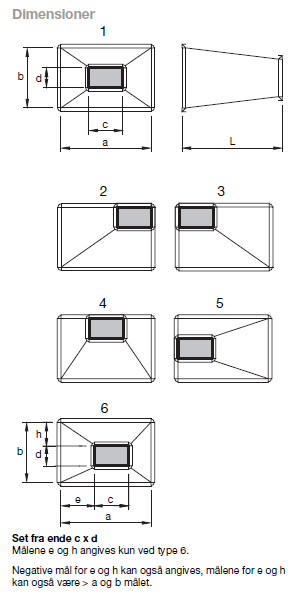 Dimensioner
1
b
d
c
a
L
2
3
4
5
6
h
b
d
e
c
a
Set fra ende c x d
Målene e og h angives kun ved type 6.
Negative mål for e og h kan også angives, målene for e og h
kan også være > a og b målet.